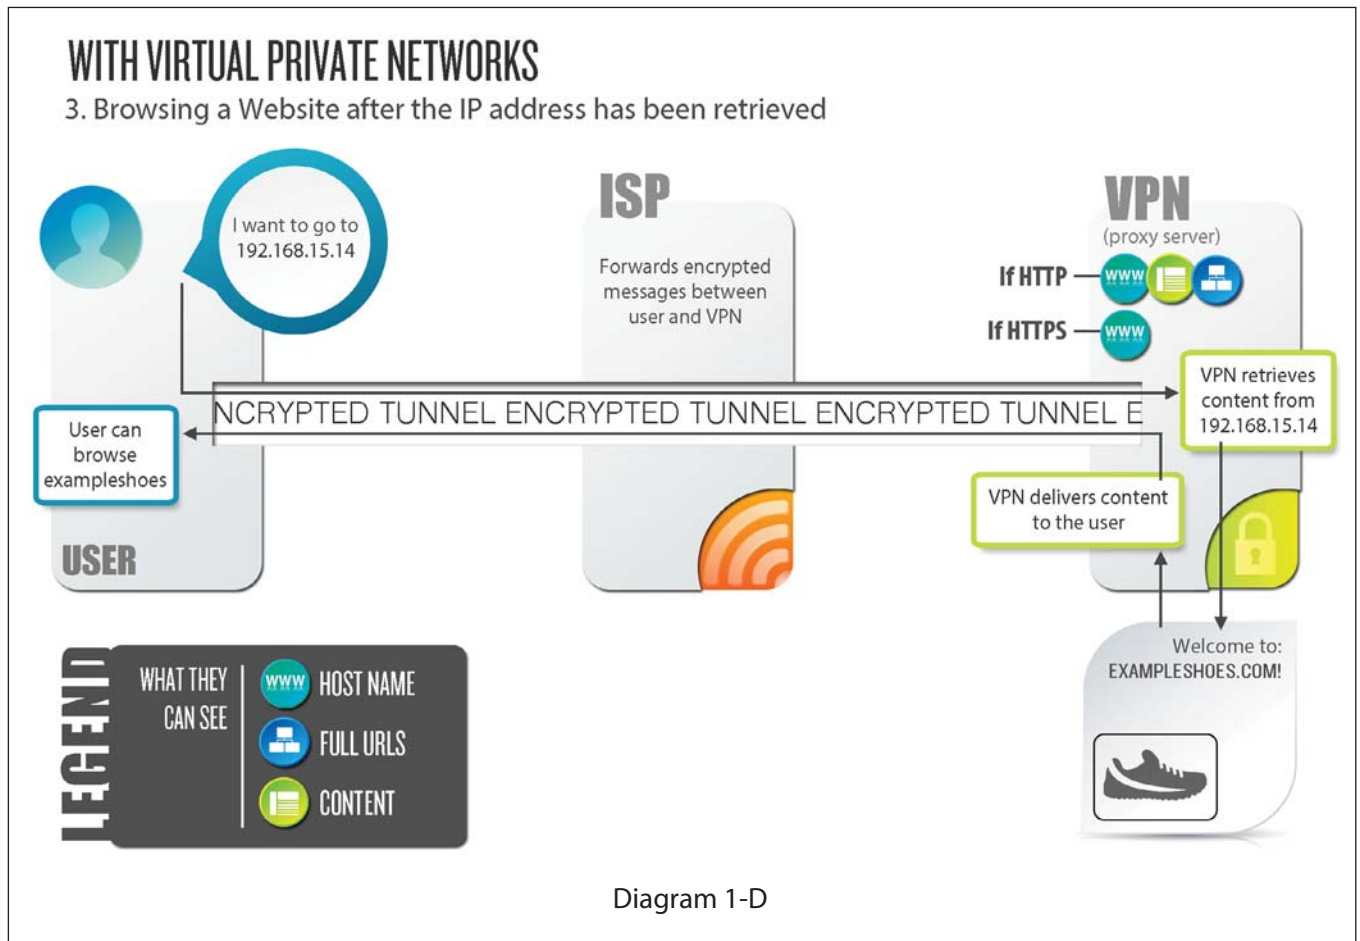 WITH VIRTUAL PRIVATE NETWORKS
3. Browsing a Website after the IP address has been retrieved
I want to go to
192.168.15.14
ISP
Forwards encrypted
messages between
user and VPN
VPN
(proxy server)
If HTTP
www
If HTTPS
www
NCRYPTED TUNNEL ENCRYPTED TUNNEL ENCRYPTED TUNNEL E
VPN retrieves
content from
192.168.15.14
User can
browse
exampleshoes
VPN delivers content
to the user
USER
LEGEND
WHAT THEY
CAN SEE
www
HOST NAME
FULL URLS
CONTENT
Welcome to:
EXAMPLESHOES.COM!
Diagram 1-D